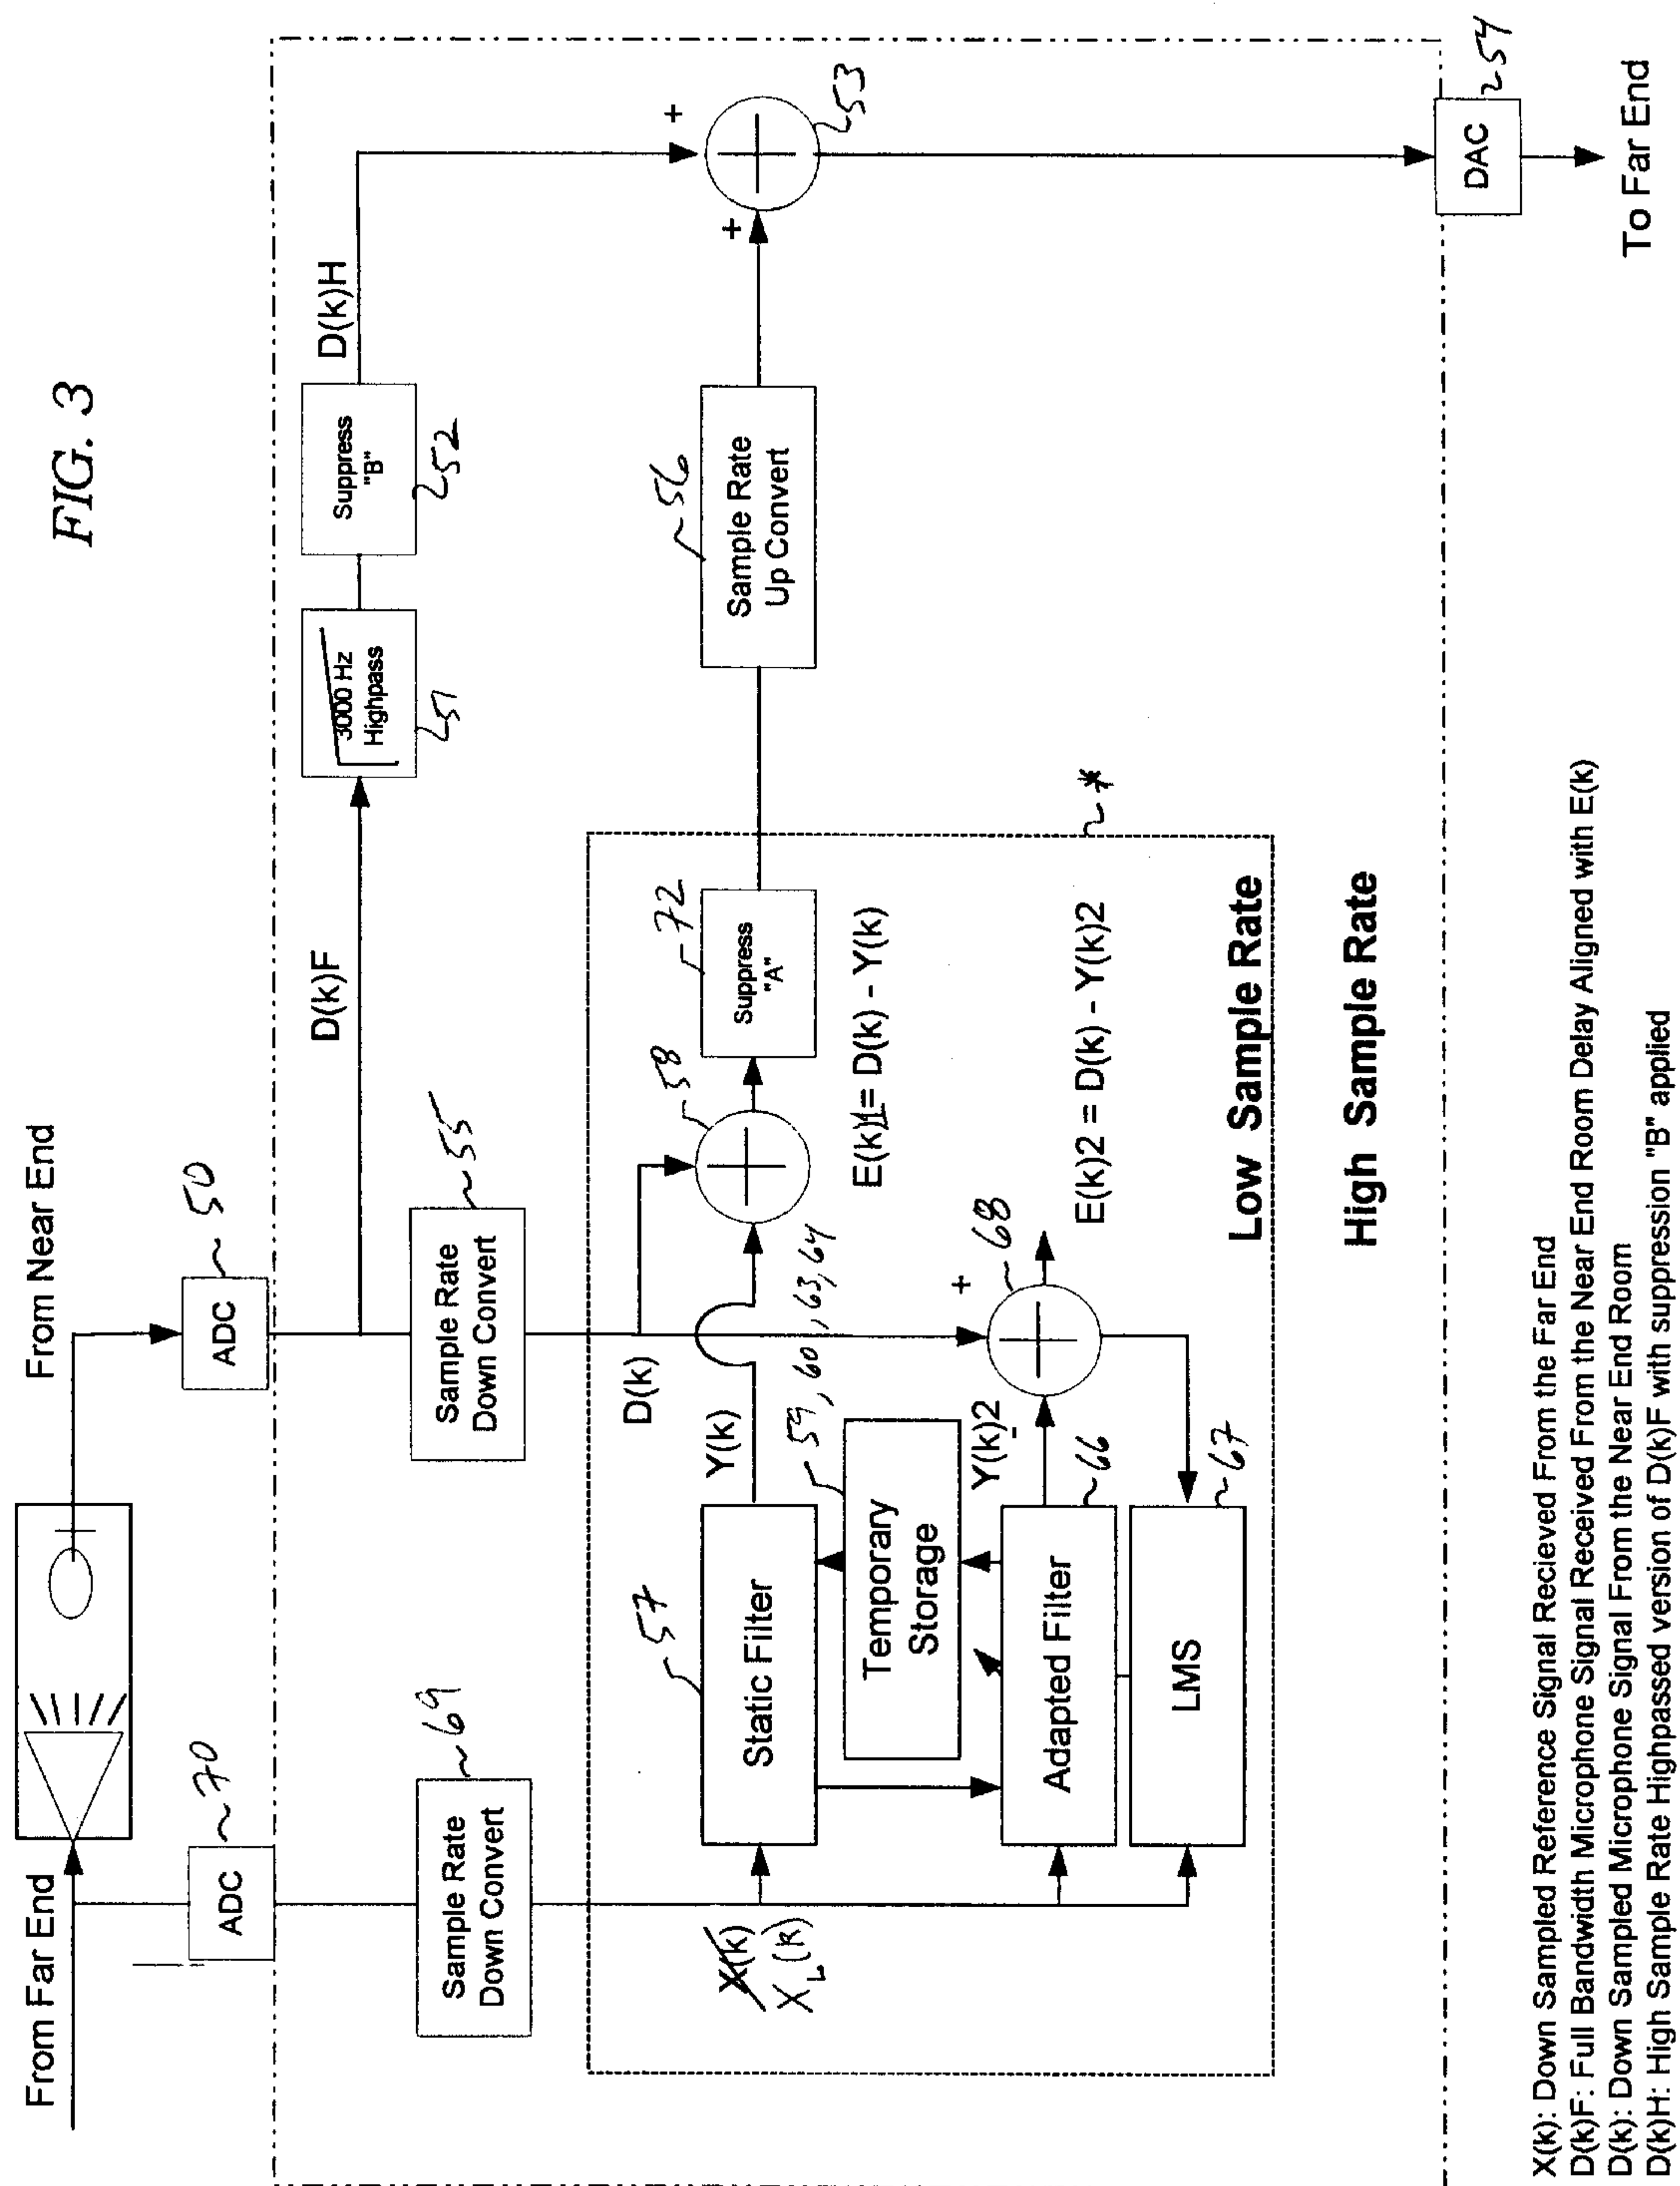 FIG. 3
From Far End
From Near End
ADC
70
ADC
50
Sample Rate
Down Convert
69
Sample Rate
Down Convert
55
D(k)F
3000 Hz
Highpass
251
Suppress
"B"
252
D(k)H
+
+
253
X(k)
X_L(k)
Static Filter
57
Y(k)
D(k)
58
Suppress
"A"
72
Sample Rate
Up Convert
56
E(k)1= D(k) - Y(k)
Temporary
Storage
59, 60, 63, 64
Adapted Filter
66
Y(k)2
+
68
E(k)2 = D(k) - Y(k)2
LMS
67
*
Low Sample Rate
High Sample Rate
DAC
254
To Far End
X(k): Down Sampled Reference Signal Recieved From the Far End
D(k)F: Full Bandwidth Microphone Signal Received From the Near End Room Delay Aligned with E(k)
D(k): Down Sampled Microphone Signal From the Near End Room
D(k)H: High Sample Rate Highpassed version of D(k)F with suppression "B" applied